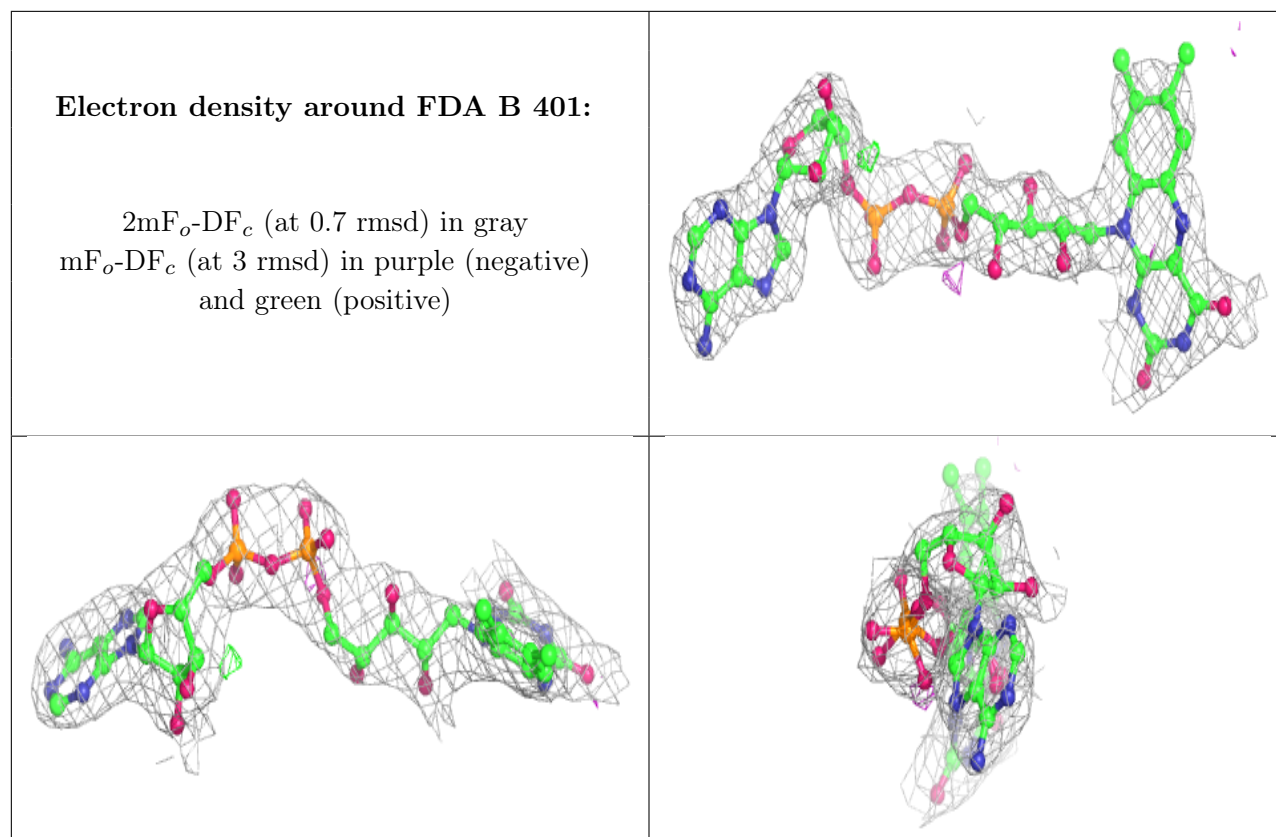 Electron density around FDA B 401:
2mFo-DFc (at 0.7 rmsd) in gray
mFo-DFc (at 3 rmsd) in purple (negative)
and green (positive)